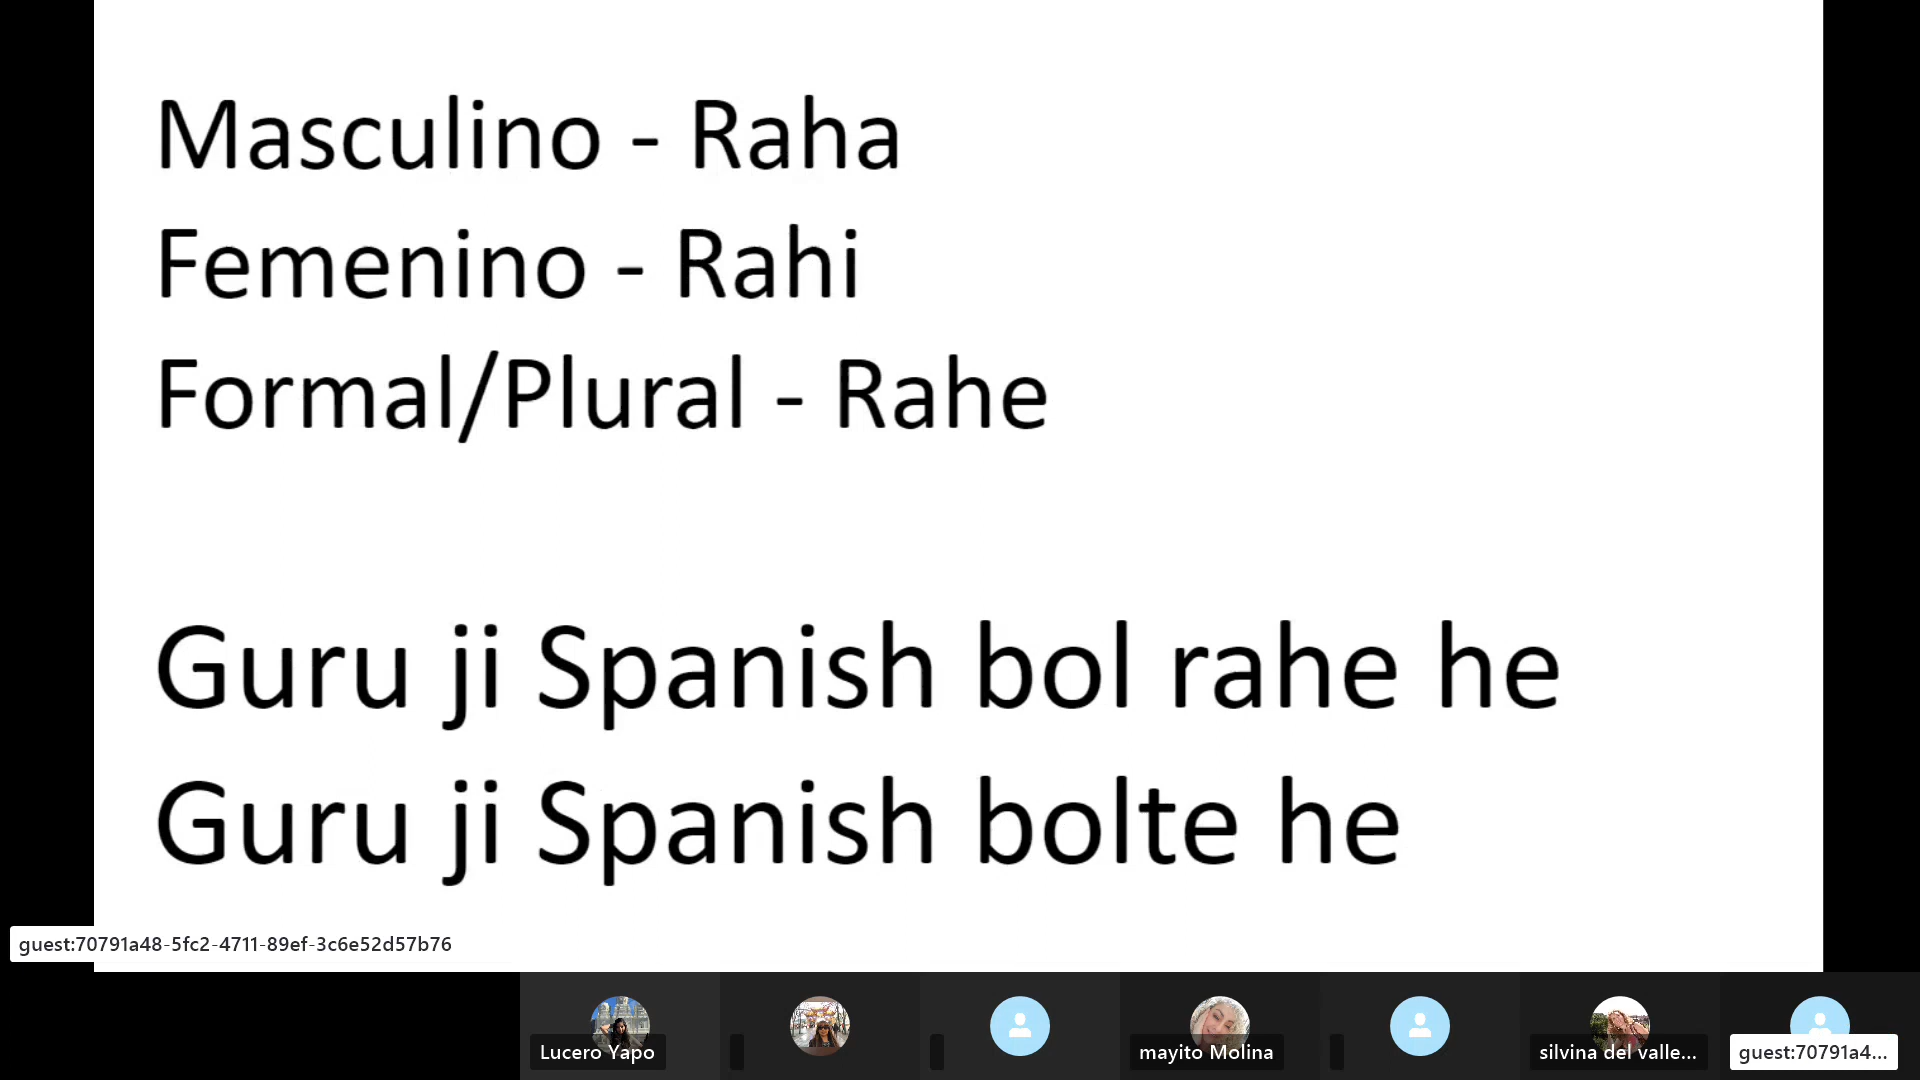 Masculino - Raha
Femenino - Rahi
Formal/Plural - Rahe
Guru ji Spanish bol rahe he
Guru ji Spanish bolte he
guest:70791a48-5fc2-4711-89ef-3c6e52d57b76
Lucero Yapo
mayito Molina
silvina del valle...
guest:70791a4...